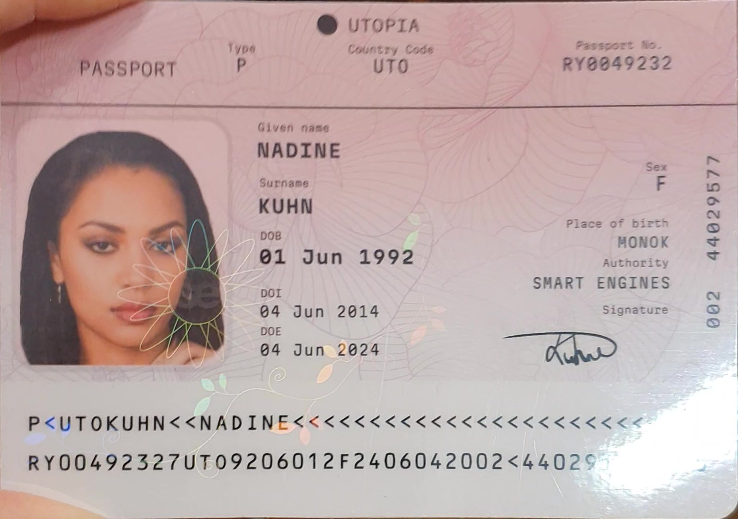 UTOPIA
PASSPORT
Type
P
Country Code
UTO
Passport No.
RY0049232
Given name
NADINE
Surname
KUHN
DOB
01 Jun 1992
DOI
04 Jun 2014
DOE
04 Jun 2024
Sex
F
Place of birth
MONOK
Authority
SMART ENGINES
Signature
002 44029577
P<UTOKUHN<<NADINE<<<<<<<<<<<<<<<<<<<<<<<<
RY00492327UTO9206012F2406042002<44029